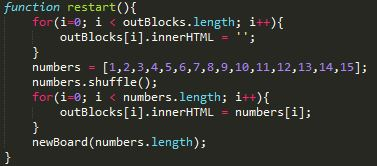 function restart(){
    for(i=0; i < outBlocks.length; i++){
        outBlocks[i].innerHTML = '';
    }
    numbers = [1,2,3,4,5,6,7,8,9,10,11,12,13,14,15];
    numbers.shuffle();
    for(i=0; i < numbers.length; i++){
        outBlocks[i].innerHTML = numbers[i];
    }
    newBoard(numbers.length);
}